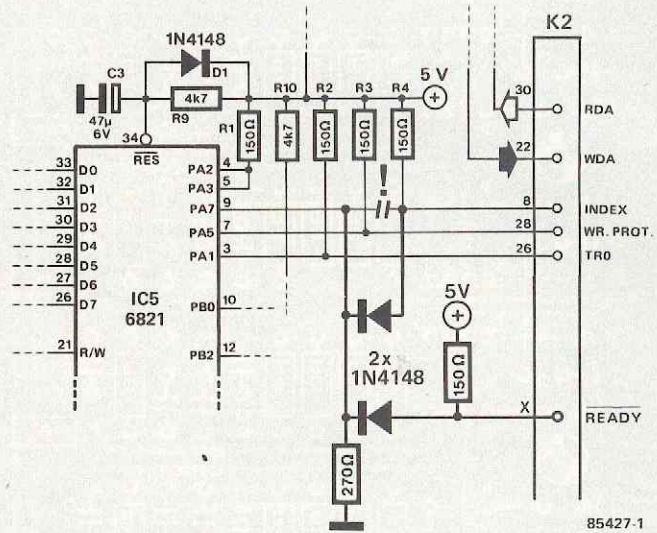 K2
1N4148
D1
C3
47µ
6V
R9
4k7
R10
R2
R3
R4
5 V
R1
150Ω
4k7
150Ω
150Ω
150Ω
30
RDA
22
WDA
34
RES
33
D0
32
D1
31
D2
30
D3
29
D4
28
D5
27
D6
26
D7
21
R/W
IC5
6821
PA2
4
PA3
5
PA7
9
PA5
7
PA1
3
PB0
10
PB2
12
!
8
INDEX
28
WR. PROT.
26
TR0
2x
1N4148
5V
150Ω
270Ω
X
READY
85427-1